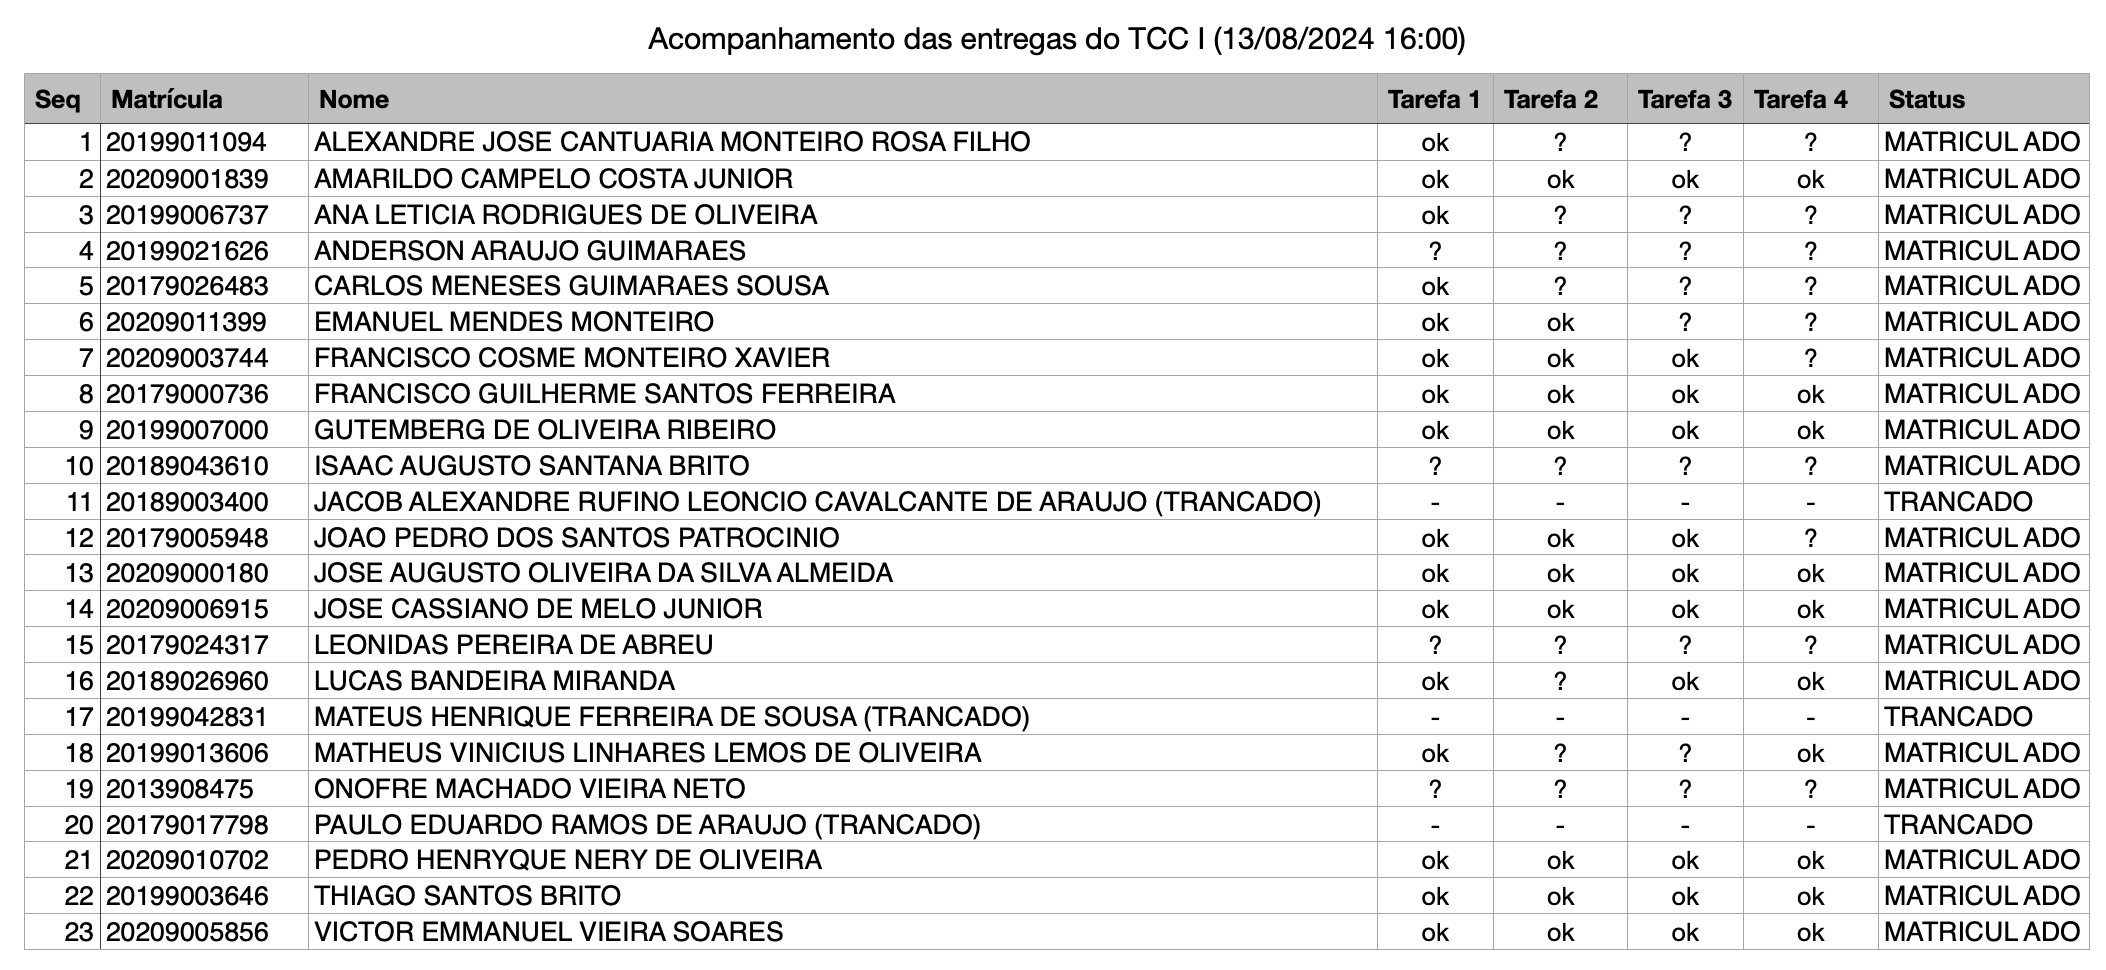 Acompanhamento das entregas do TCC I (13/08/2024 16:00)
Seq Matrícula Nome Tarefa 1 Tarefa 2 Tarefa 3 Tarefa 4 Status
1 20199011094 ALEXANDRE JOSE CANTUARIA MONTEIRO ROSA FILHO ok ? ? ? MATRICULADO
2 20209001839 AMARILDO CAMPELO COSTA JUNIOR ok ok ok ok MATRICULADO
3 20199006737 ANA LETICIA RODRIGUES DE OLIVEIRA ok ? ? ? MATRICULADO
4 20199021626 ANDERSON ARAUJO GUIMARAES ? ? ? ? MATRICULADO
5 20179026483 CARLOS MENESES GUIMARAES SOUSA ok ? ? ? MATRICULADO
6 20209011399 EMANUEL MENDES MONTEIRO ok ok ? ? MATRICULADO
7 20209003744 FRANCISCO COSME MONTEIRO XAVIER ok ok ok ? MATRICULADO
8 20179000736 FRANCISCO GUILHERME SANTOS FERREIRA ok ok ok ok MATRICULADO
9 20199007000 GUTEMBERG DE OLIVEIRA RIBEIRO ok ok ok ok MATRICULADO
10 20189043610 ISAAC AUGUSTO SANTANA BRITO ? ? ? ? MATRICULADO
11 20189003400 JACOB ALEXANDRE RUFINO LEONCIO CAVALCANTE DE ARAUJO (TRANCADO) - - - - TRANCADO
12 20179005948 JOAO PEDRO DOS SANTOS PATROCINIO ok ok ok ? MATRICULADO
13 20209000180 JOSE AUGUSTO OLIVEIRA DA SILVA ALMEIDA ok ok ok ok MATRICULADO
14 20209006915 JOSE CASSIANO DE MELO JUNIOR ok ok ok ok MATRICULADO
15 20179024317 LEONIDAS PEREIRA DE ABREU ? ? ? ? MATRICULADO
16 20189026960 LUCAS BANDEIRA MIRANDA ok ? ok ok MATRICULADO
17 20199042831 MATEUS HENRIQUE FERREIRA DE SOUSA (TRANCADO) - - - - TRANCADO
18 20199013606 MATHEUS VINICIUS LINHARES LEMOS DE OLIVEIRA ok ? ? ok MATRICULADO
19 2013908475 ONOFRE MACHADO VIEIRA NETO ? ? ? ? MATRICULADO
20 20179017798 PAULO EDUARDO RAMOS DE ARAUJO (TRANCADO) - - - - TRANCADO
21 20209010702 PEDRO HENRYQUE NERY DE OLIVEIRA ok ok ok ok MATRICULADO
22 20199003646 THIAGO SANTOS BRITO ok ok ok ok MATRICULADO
23 20209005856 VICTOR EMMANUEL VIEIRA SOARES ok ok ok ok MATRICULADO